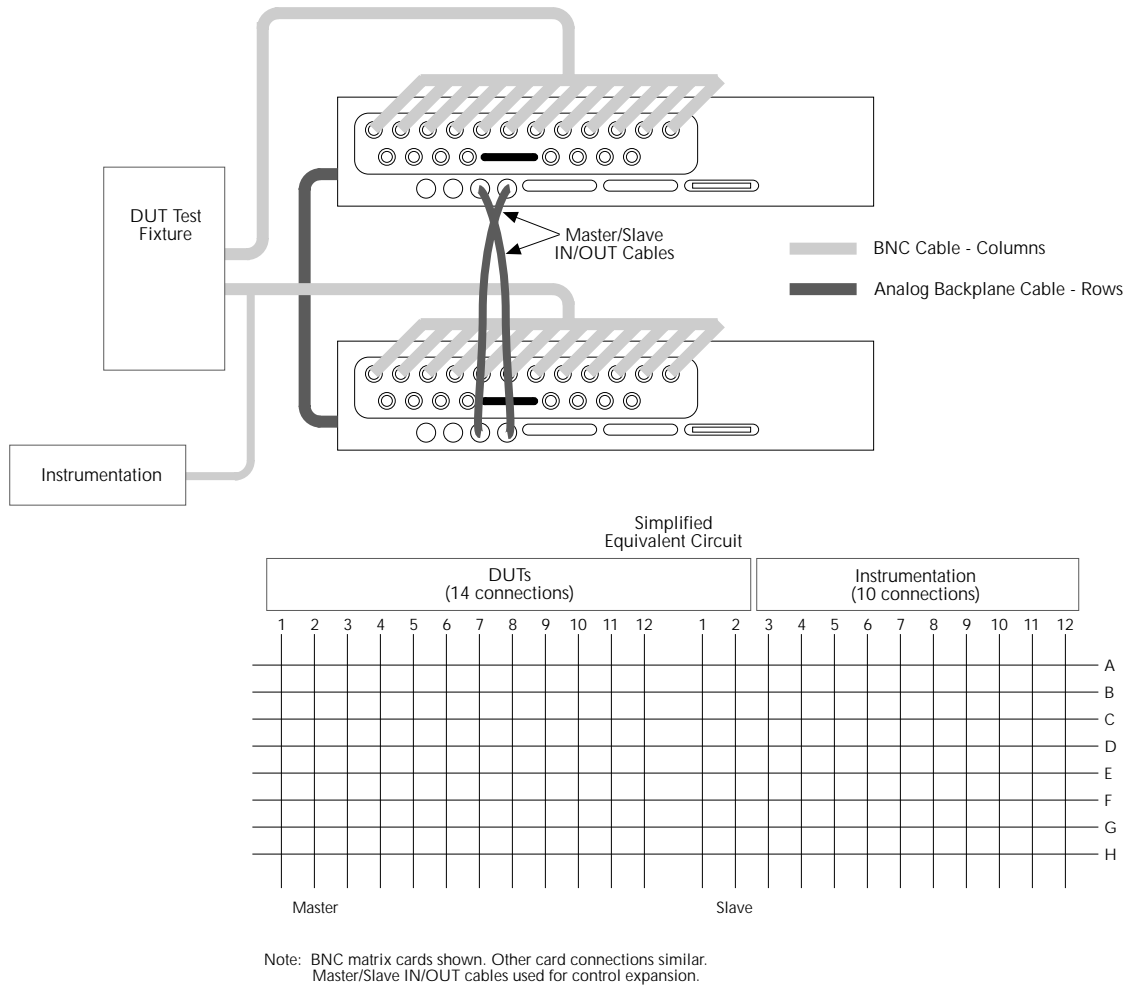 DUT Test
Fixture
Master/Slave
IN/OUT Cables
BNC Cable - Columns
Analog Backplane Cable - Rows
Instrumentation
Simplified
Equivalent Circuit
DUTs
(14 connections)
Instrumentation
(10 connections)
1 2 3 4 5 6 7 8 9 10 11 12 1 2 3 4 5 6 7 8 9 10 11 12
A
B
C
D
E
F
G
H
Master
Slave
Note: BNC matrix cards shown. Other card connections similar.
Master/Slave IN/OUT cables used for control expansion.